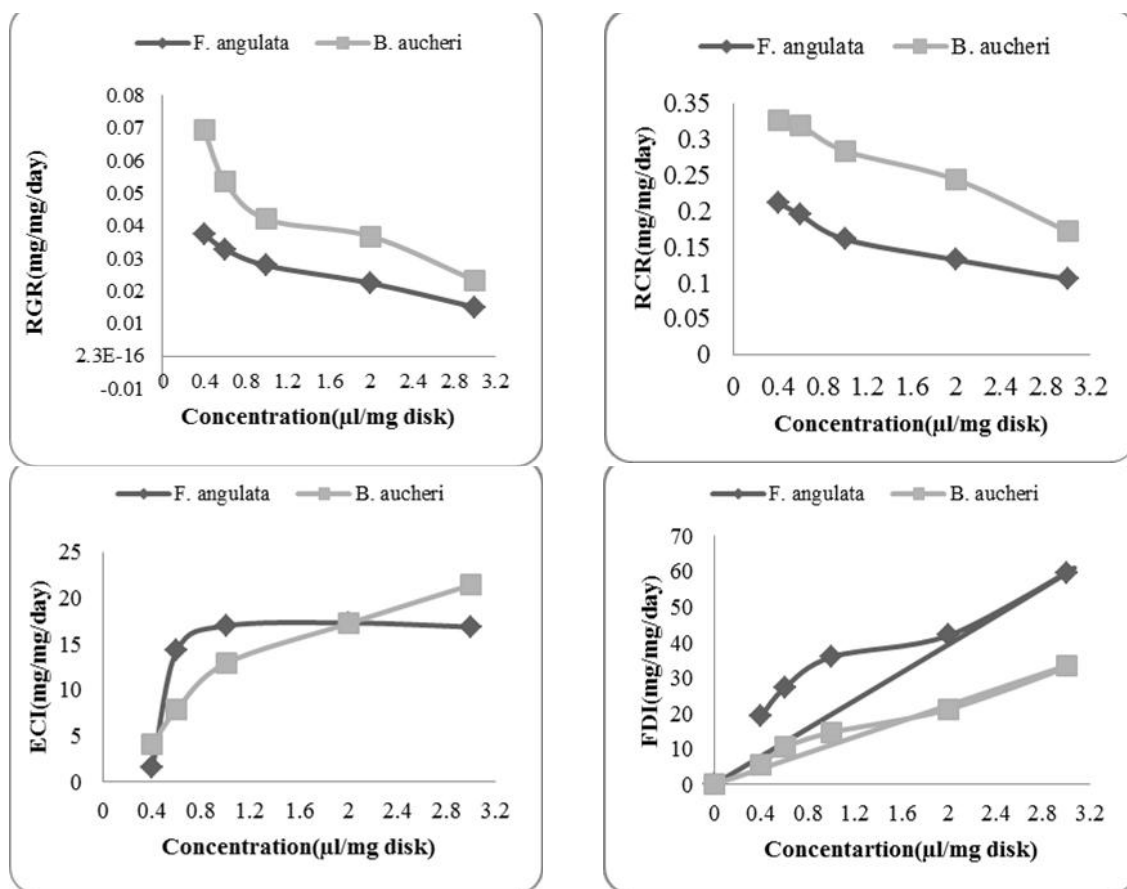 F. angulata B. aucheri
RGR(mg/mg/day)
0.08
0.07
0.06
0.05
0.04
0.03
0.02
0.01
2.3E-16
-0.01
0 0.4 0.8 1.2 1.6 2 2.4 2.8 3.2
Concentration(µl/mg disk)
F. angulata B. aucheri
RCR(mg/mg/day)
0.35
0.3
0.25
0.2
0.15
0.1
0.05
0
0 0.4 0.8 1.2 1.6 2 2.4 2.8 3.2
Concentration(µl/mg disk)
F. angulata B. aucheri
ECI(mg/mg/day)
25
20
15
10
5
0
0 0.4 0.8 1.2 1.6 2 2.4 2.8 3.2
Concentration(µl/mg disk)
F. angulata B. aucheri
FDI(mg/mg/day)
70
60
50
40
30
20
10
0
0 0.4 0.8 1.2 1.6 2 2.4 2.8 3.2
Concentartion(µl/mg disk)